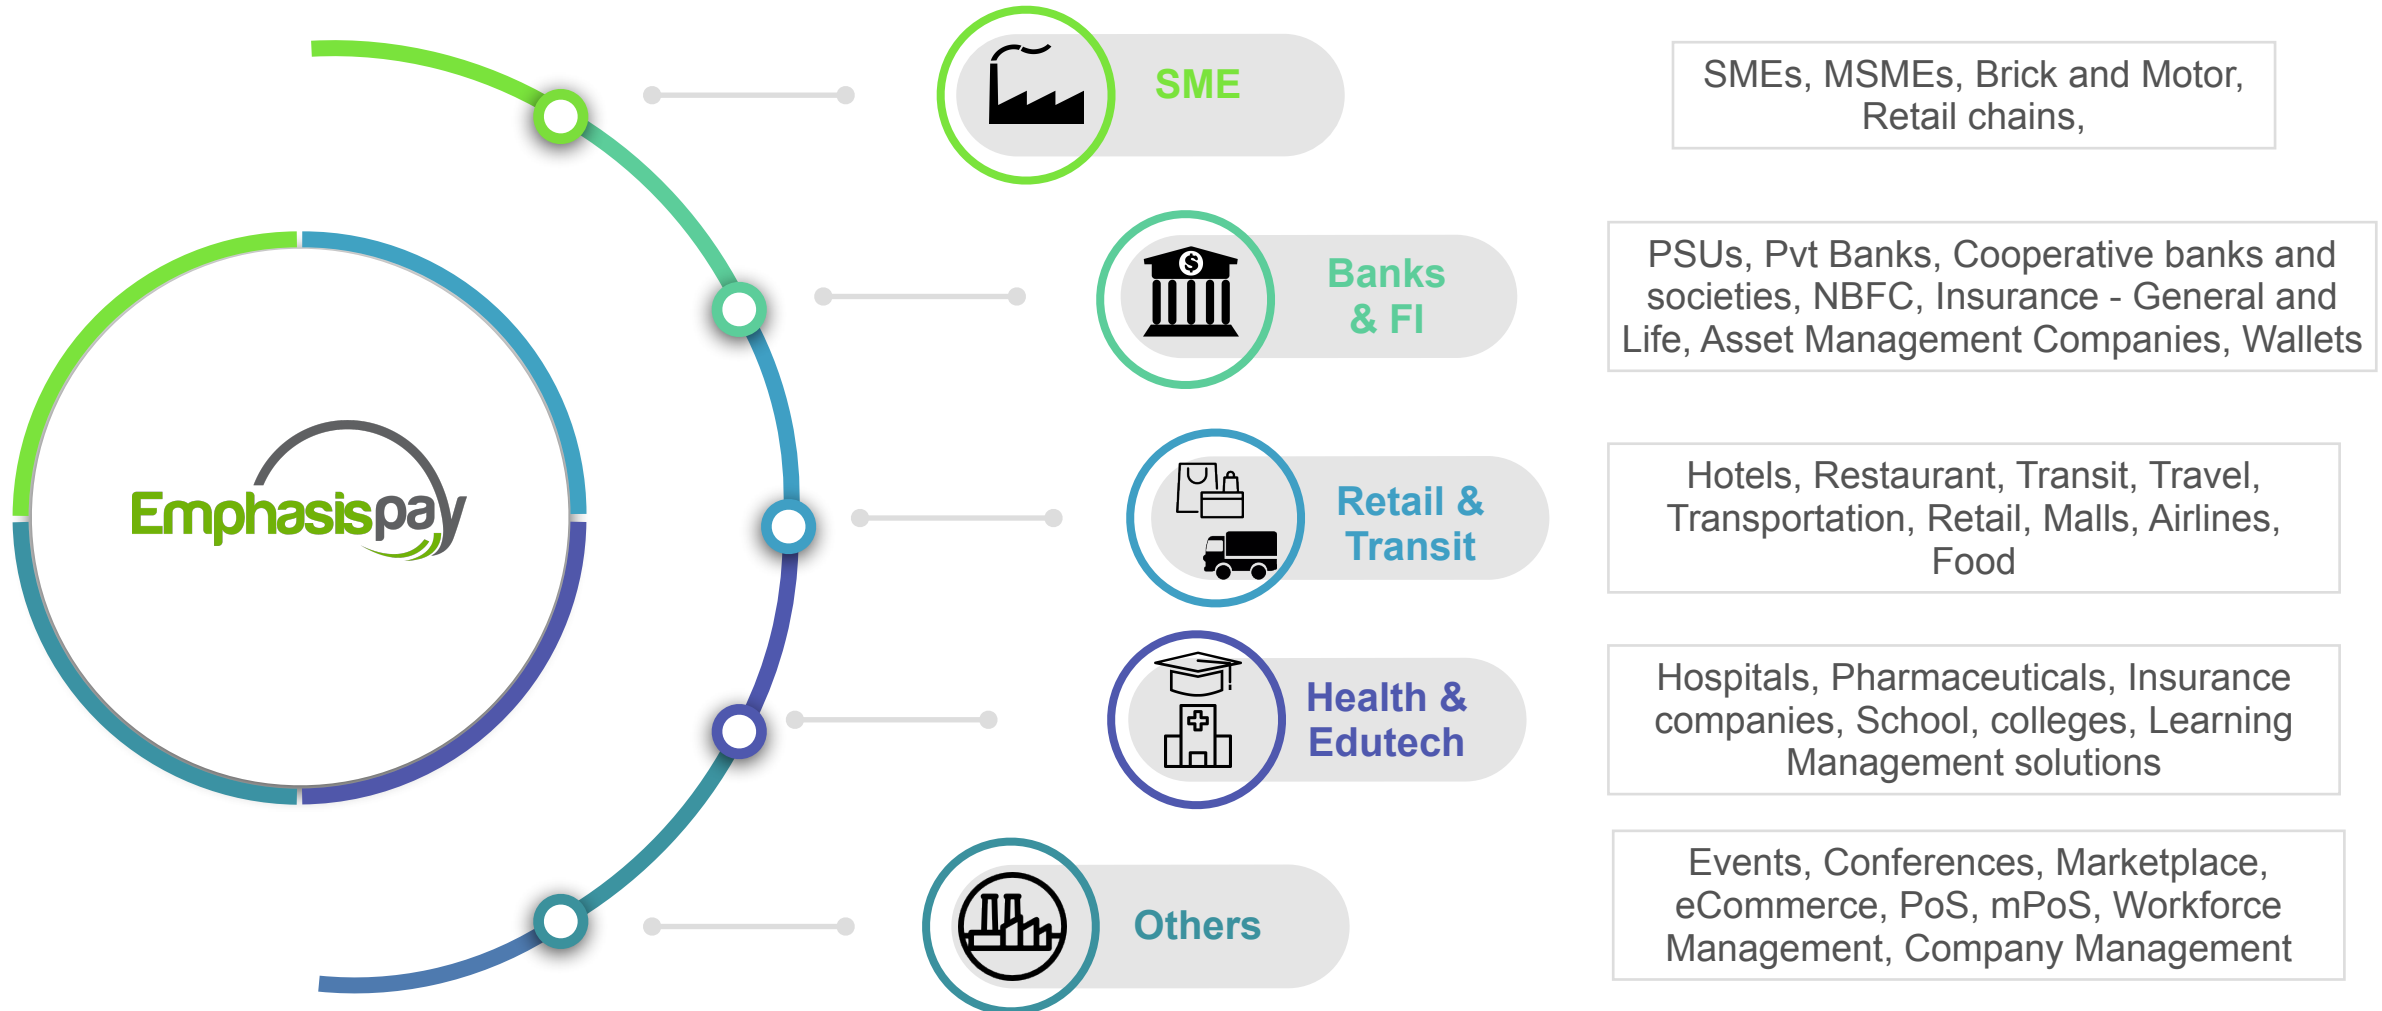 Emphasispay
SME
SMEs, MSMEs, Brick and Motor,
Retail chains,
Banks
& FI
PSUs, Pvt Banks, Cooperative banks and
societies, NBFC, Insurance - General and
Life, Asset Management Companies, Wallets
Retail &
Transit
Hotels, Restaurant, Transit, Travel,
Transportation, Retail, Malls, Airlines,
Food
Health &
Edutech
Hospitals, Pharmaceuticals, Insurance
companies, School, colleges, Learning
Management solutions
Others
Events, Conferences, Marketplace,
eCommerce, PoS, mPoS, Workforce
Management, Company Management